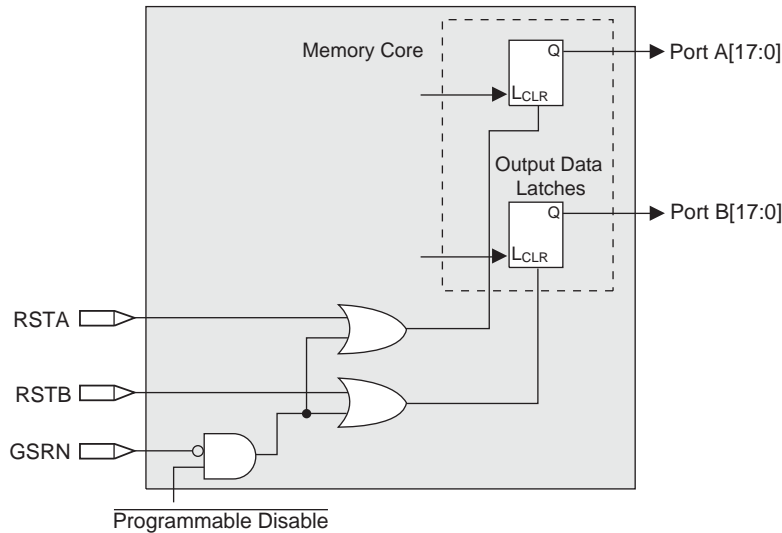 Memory Core
Q
Port A[17:0]
LCLR
Output Data
Latches
Q
Port B[17:0]
LCLR
RSTA
RSTB
GSRN
Programmable Disable